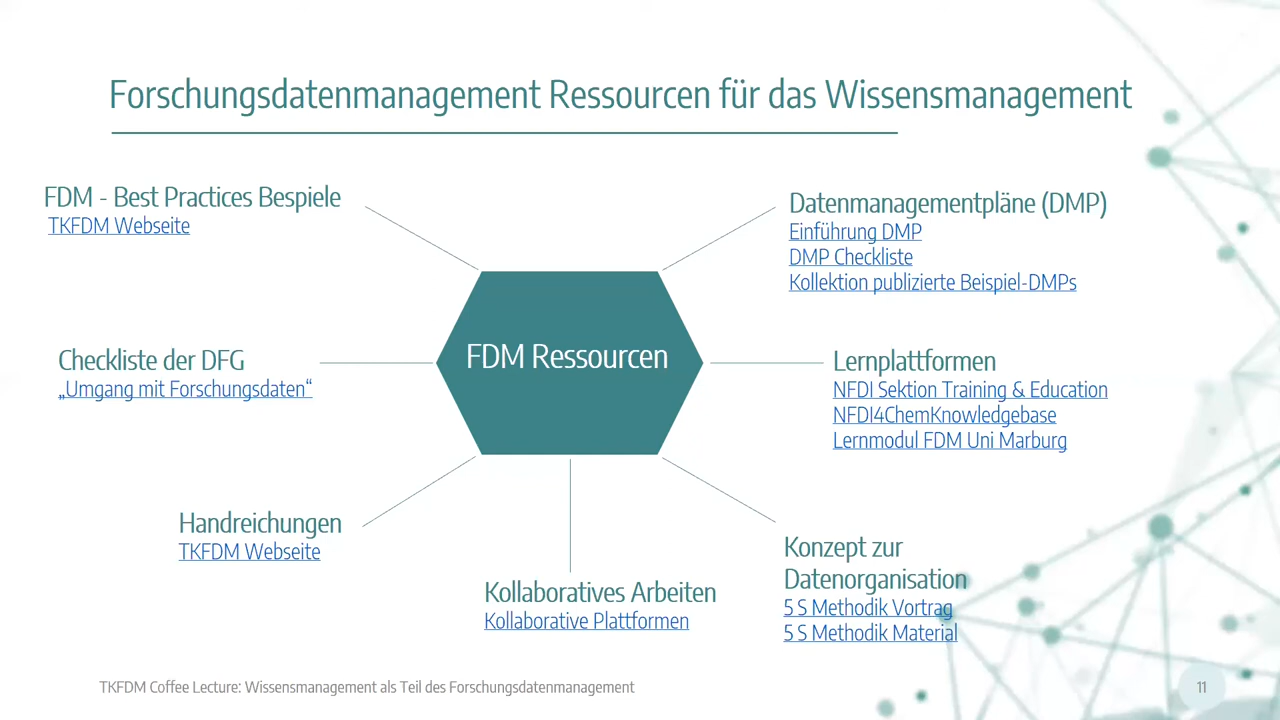 Forschungsdatenmanagement Ressourcen für das Wissensmanagement
FDM - Best Practices Bespiele
TKFDM Webseite
Datenmanagementpläne (DMP)
Einführung DMP
DMP Checkliste
Kollektion publizierte Beispiel-DMPs
FDM Ressourcen
Checkliste der DFG
„Umgang mit Forschungsdaten“
Lernplattformen
NFDI Sektion Training & Education
NFDI4ChemKnowledgebase
Lernmodul FDM Uni Marburg
Handreichungen
TKFDM Webseite
Kollaboratives Arbeiten
Kollaborative Plattformen
Konzept zur
Datenorganisation
5 S Methodik Vortrag
5 S Methodik Material
TKFDM Coffee Lecture: Wissensmanagement als Teil des Forschungsdatenmanagement
11